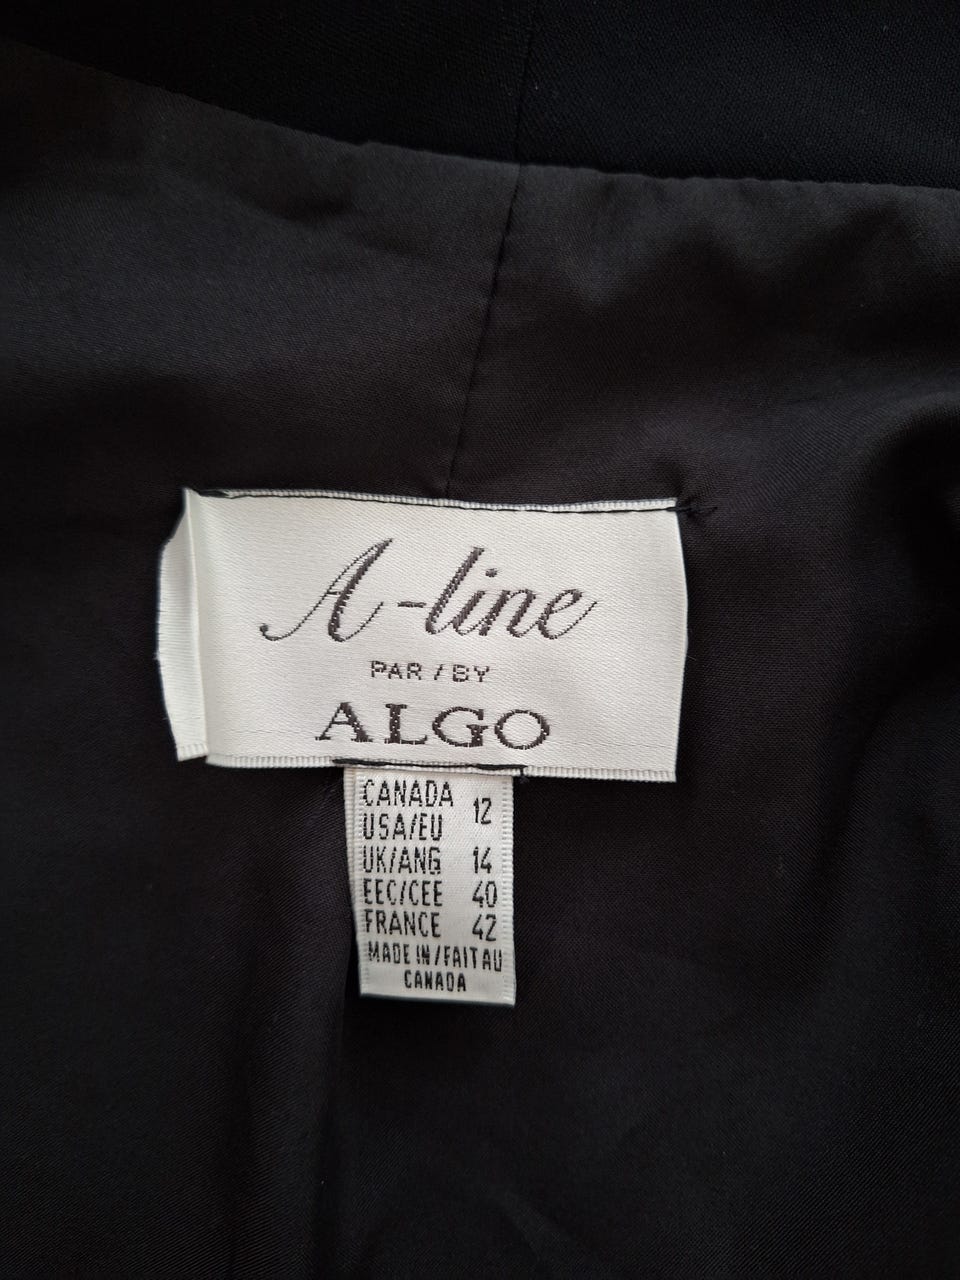 A-line
PAR / BY
ALGO
CANADA
USA/EU 12
UK/ANG 14
EEC/CEE 40
FRANCE 42
MADE IN/FAIT AU
CANADA